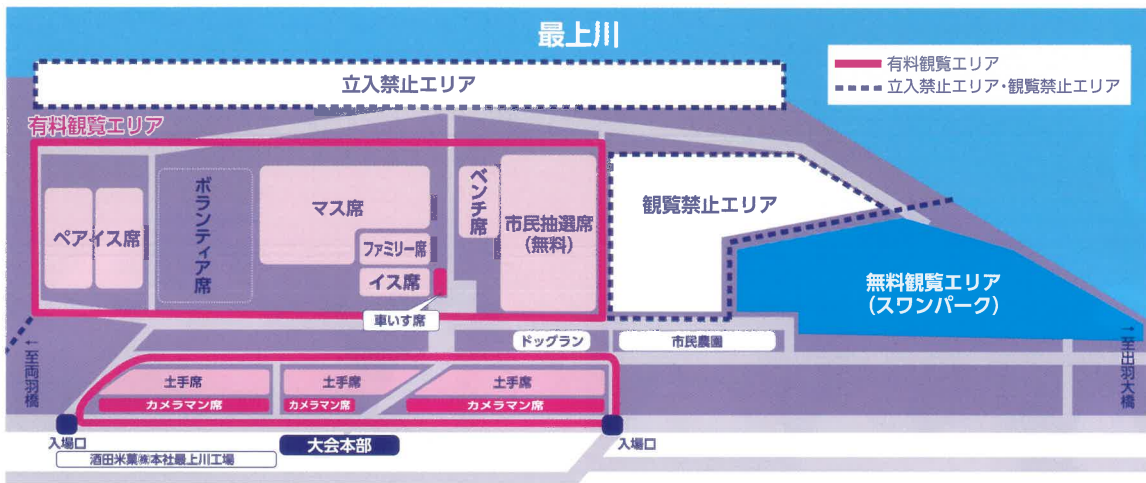 最上川
有料観覧エリア
立入禁止エリア・観覧禁止エリア
立入禁止エリア
有料観覧エリア
ペアイス席
ボランティア席
マス席
ファミリー席
イス席
車いす席
ベンチ席
市民抽選席
(無料)
観覧禁止エリア
無料観覧エリア
(スワンパーク)
ドッグラン
市民農園
←至両羽橋
→至出羽大橋
土手席
土手席
土手席
カメラマン席
カメラマン席
カメラマン席
入場口
大会本部
入場口
酒田米菓㈱本社最上川工場